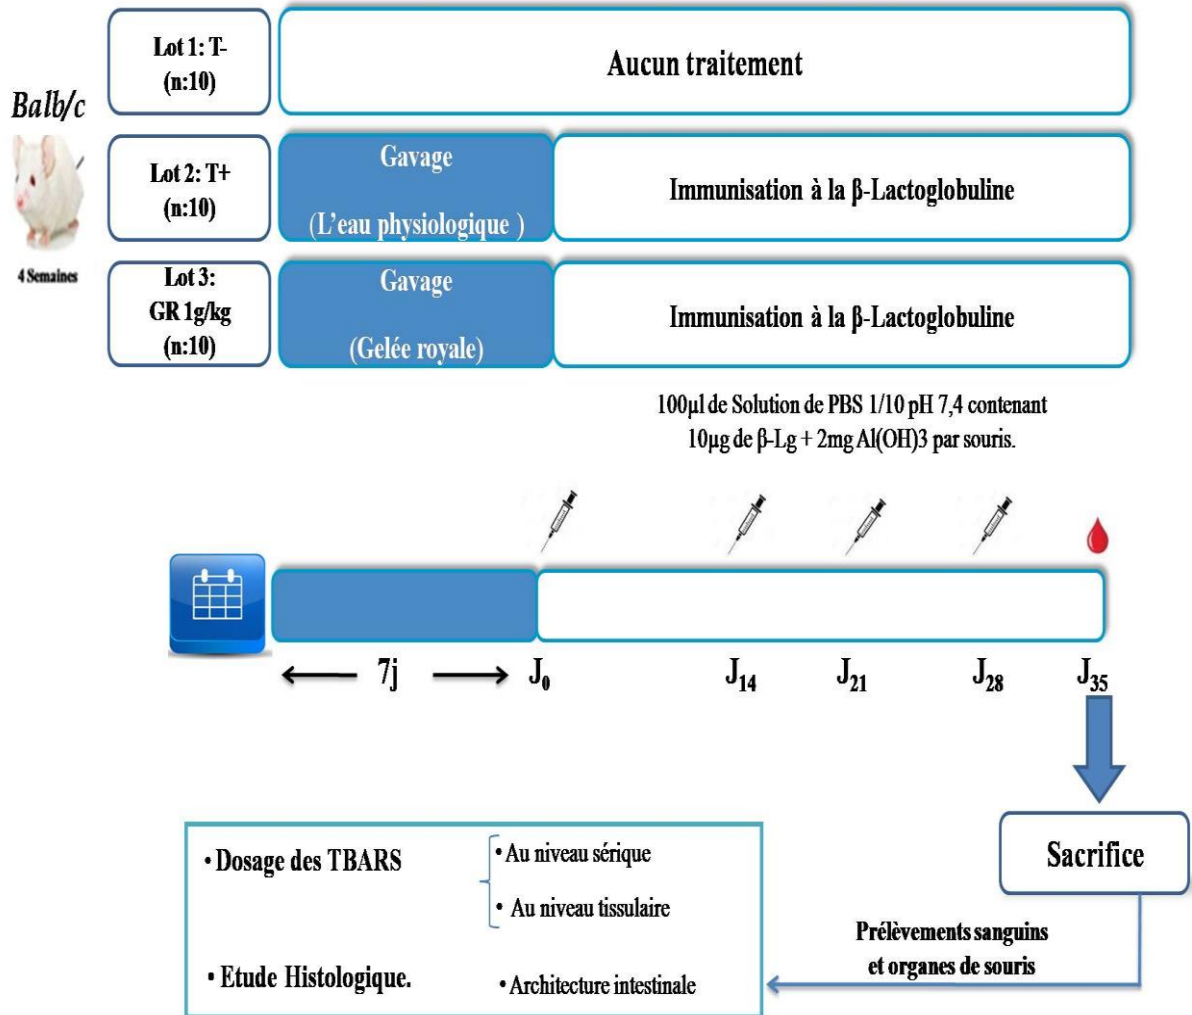 Lot 1: T-
(n:10)
Aucun traitement
Balb/c
4 Semaines
Lot 2: T+
(n:10)
Gavage
(L'eau physiologique )
Immunisation à la β-Lactoglobuline
Lot 3:
GR 1g/kg
(n:10)
Gavage
(Gelée royale)
Immunisation à la β-Lactoglobuline
100µl de Solution de PBS 1/10 pH 7,4 contenant
10µg de β-Lg + 2mg Al(OH)3 par souris.
7j
J0
J14
J21
J28
J35
Sacrifice
Prélèvements sanguins
et organes de souris
• Dosage des TBARS
• Au niveau sérique
• Au niveau tissulaire
• Etude Histologique.
• Architecture intestinale